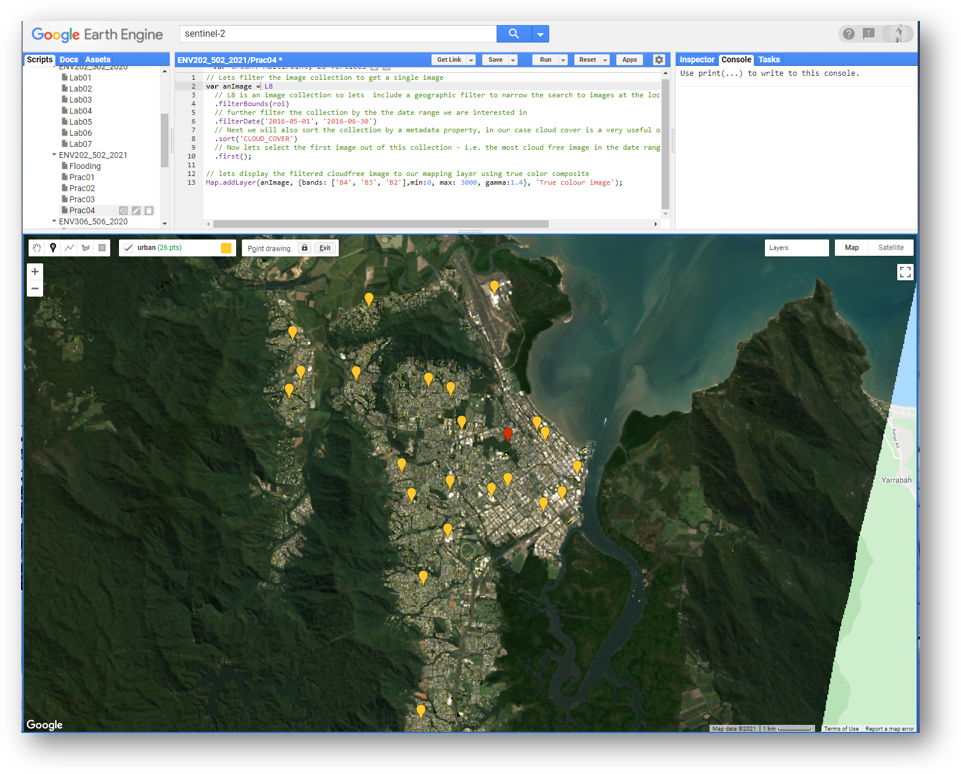 Google Earth Engine
sentinel-2
Scripts Docs Assets
ENV202_502_2020
Lab01
Lab02
Lab03
Lab04
Lab05
Lab06
Lab07
ENV202_502_2021
Flooding
Prac01
Prac02
Prac03
Prac04
ENV306_506_2020
ENV202_502_2021/Prac04 *
Get Link Save Run Reset Apps
1 // Lets filter the image collection to get a single image
2 var anImage = L8
3 // L8 is an image collection so lets include a geographic filter to narrow the search to images at the loc
4 .filterBounds(roi)
5 // further filter the collection by the the date range we are interested in
6 .filterDate('2016-05-01', '2016-06-30')
7 // Next we will also sort the collection by a metadata property, in our case cloud cover is a very useful o
8 .sort('CLOUD_COVER')
9 // Now lets select the first image out of this collection - i.e. the most cloud free image in the date rang
10 .first();
11
12 // lets display the filtered cloudfree image to our mapping layer using true color composite
13 Map.addLayer(anImage, {bands: ['B4', 'B3', 'B2'],min:0, max: 3000, gamma:1.4}, 'True colour image');
Inspector Console Tasks
Use print(...) to write to this console.
urban (26 pts)
Point drawing. Exit
Layers
Map Satellite
+
−
Yarrabah
Google
Map data ©2021 1 km Terms of Use Report a map error